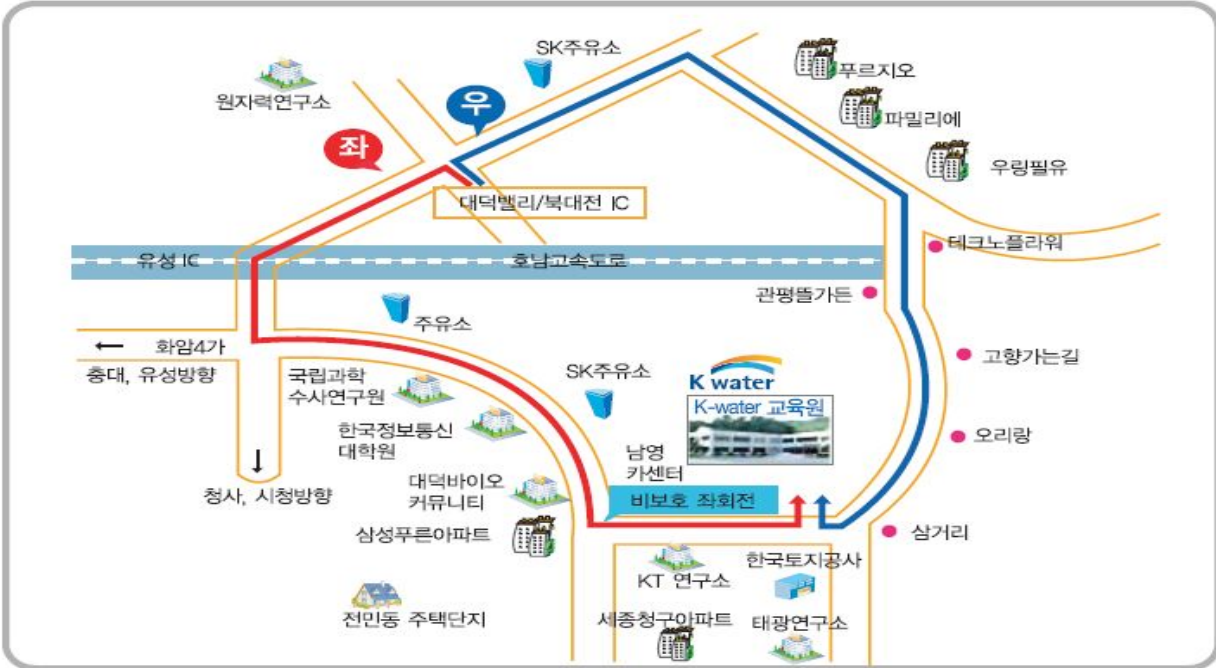 SK주유소
푸르지오
원자력연구소
우
파밀리에
좌
우링필유
대덕밸리/북대전 IC
테크노플라워
유성 IC
호남고속도로
관평뜰가든
주유소
화암4가
←
고향가는길
충대, 유성방향
국립과학
수사연구원
SK주유소
K water
K-water 교육원
한국정보통신
대학원
오리랑
남영
카센터
↓
청사, 시청방향
대덕바이오
커뮤니티
비보호 좌회전
삼성푸른아파트
삼거리
한국토지공사
KT 연구소
전민동 주택단지
세종청구아파트
태광연구소